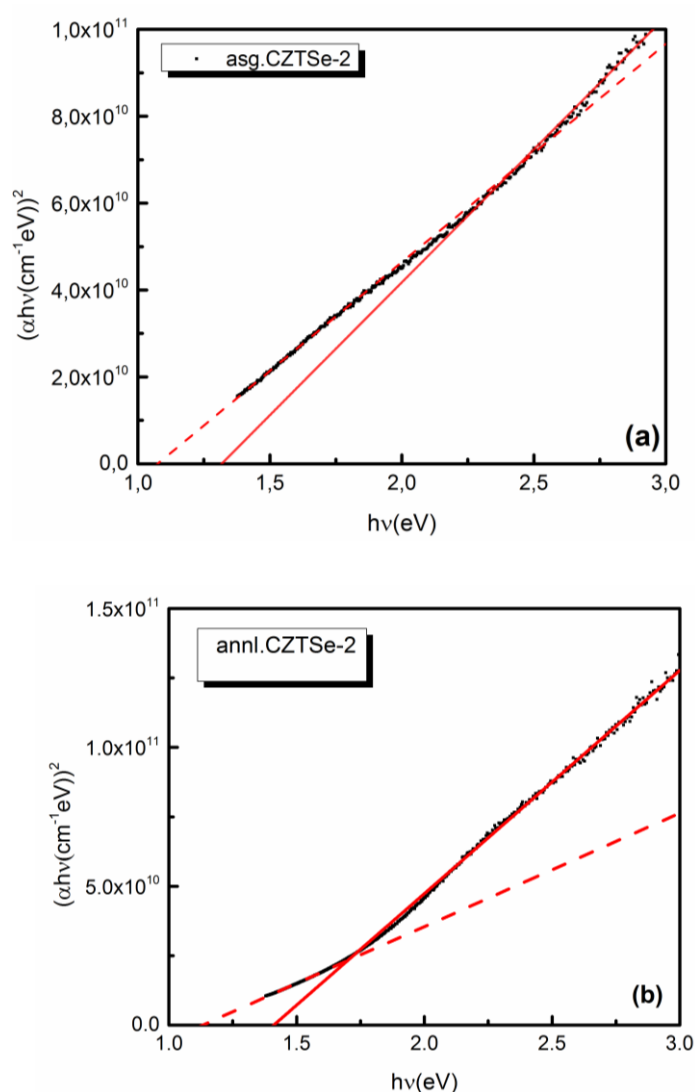 1,0x10¹¹
asg.CZTSe-2
8,0x10¹⁰
6,0x10¹⁰
4,0x10¹⁰
2,0x10¹⁰
0,0
(αhν(cm⁻¹eV))²
(a)
1,0 1,5 2,0 2,5 3,0
hν(eV)
1.5x10¹¹
annl.CZTSe-2
1.0x10¹¹
5.0x10¹⁰
0.0
(αhν(cm⁻¹eV))²
(b)
1.0 1.5 2.0 2.5 3.0
hν(eV)